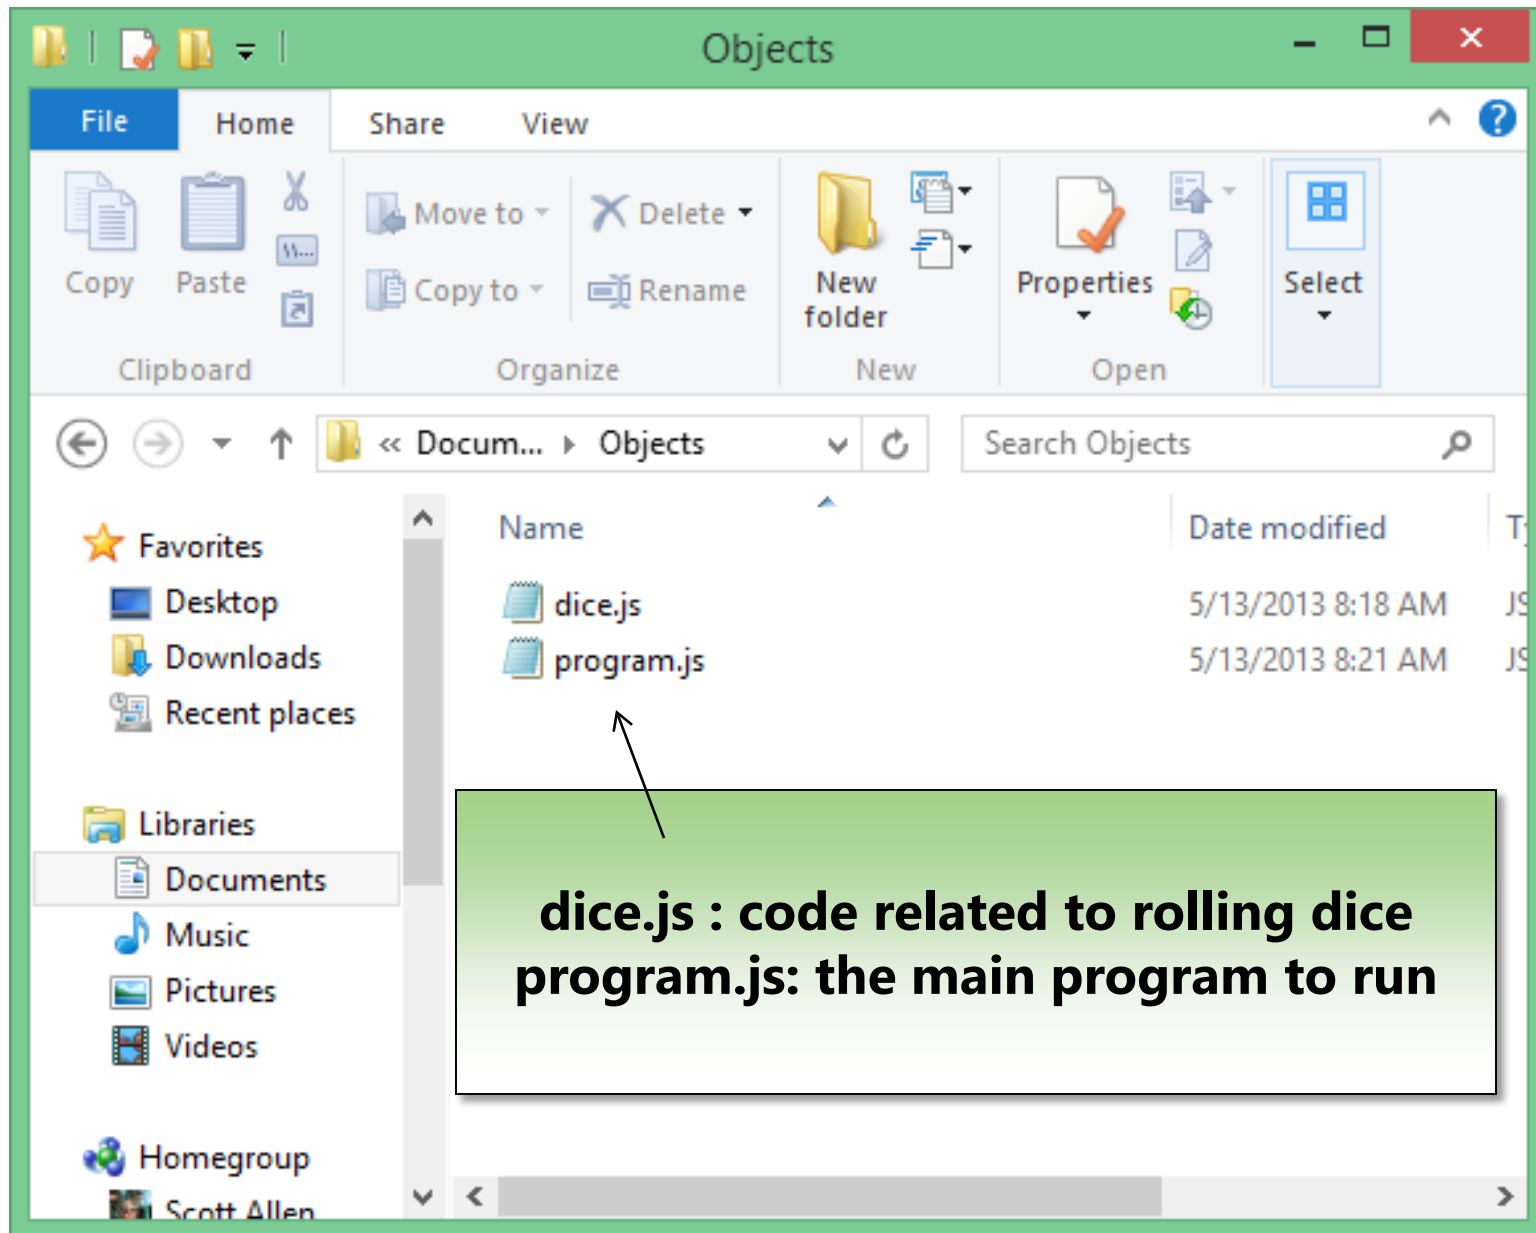 Objects
File Home Share View
Copy Paste Move to Copy to Delete Rename New folder Properties Select
Clipboard Organize New Open
« Docum... Objects Search Objects
Name Date modified
Favorites
Desktop
dice.js 5/13/2013 8:18 AM JS
Downloads
program.js 5/13/2013 8:21 AM JS
Recent places
Libraries
Documents
Music
Pictures
Videos
dice.js : code related to rolling dice
program.js: the main program to run
Homegroup
Scott Allen